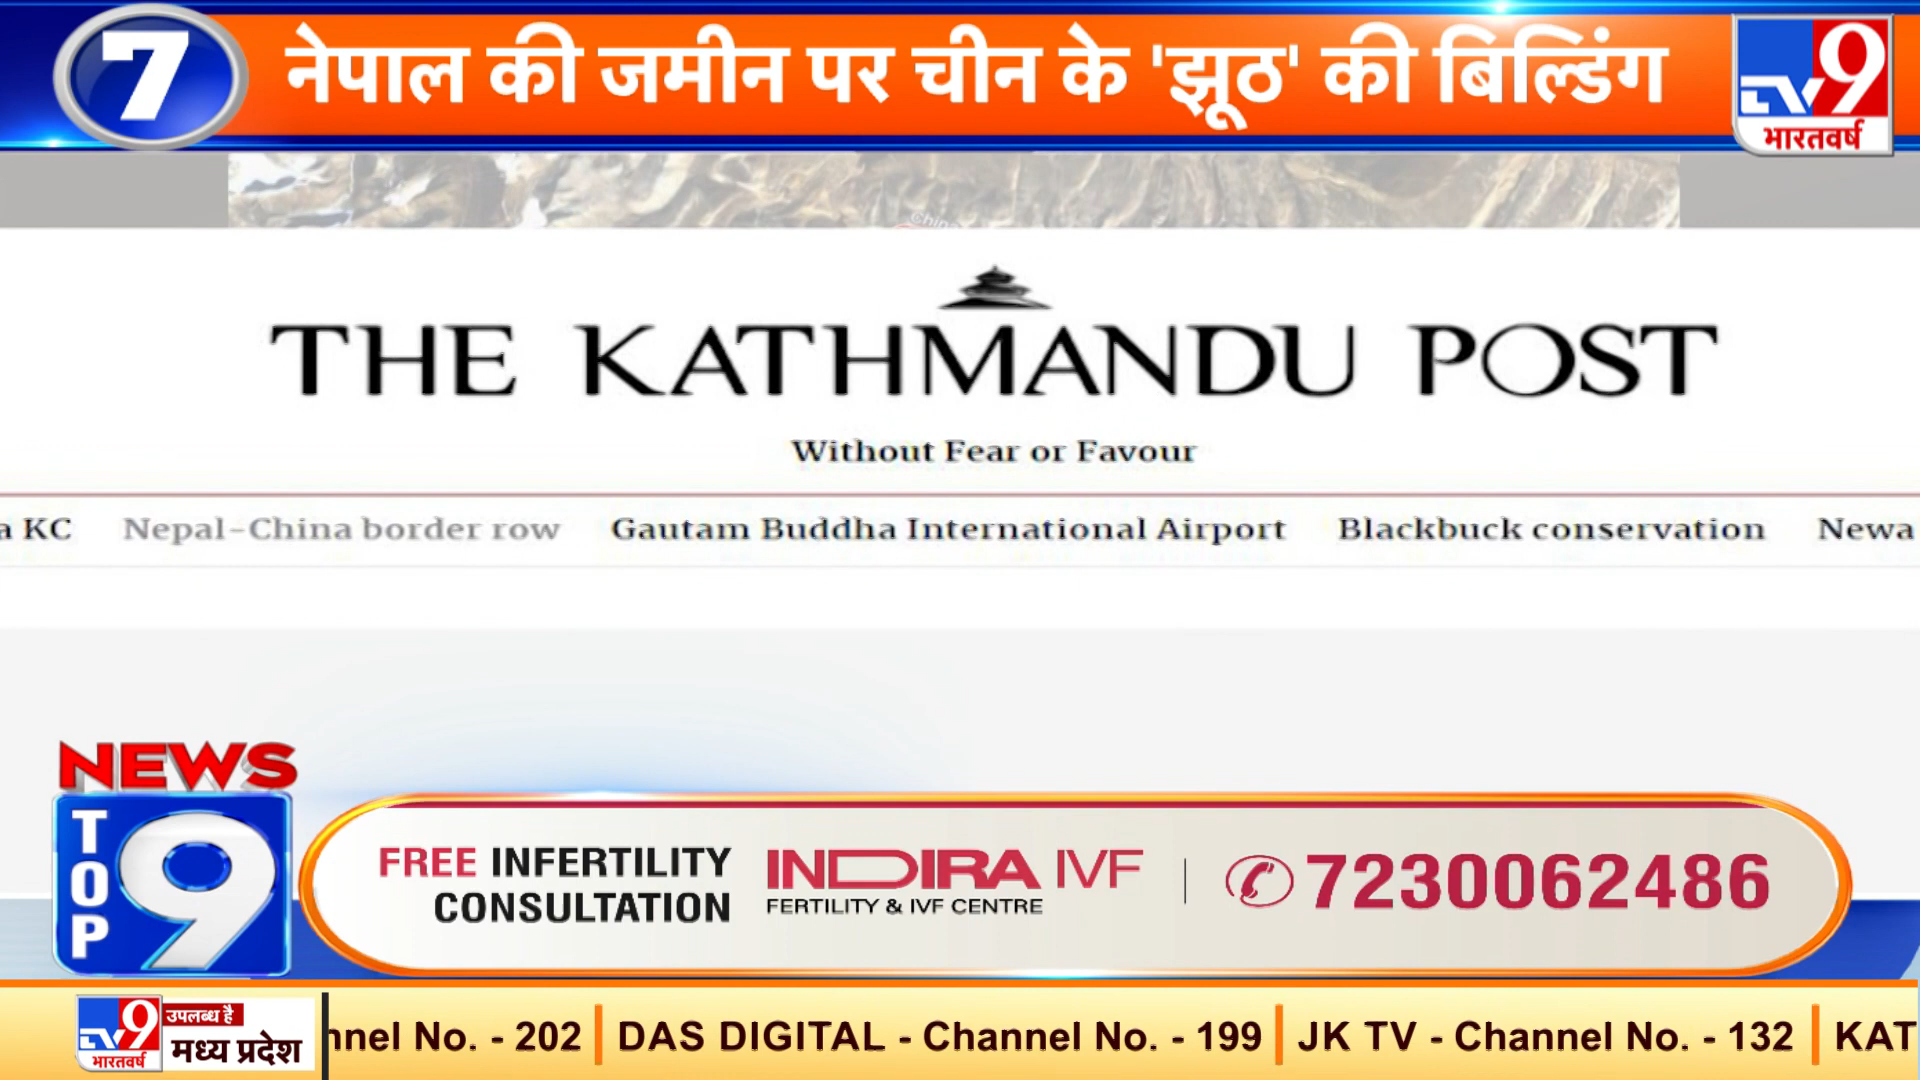 7
नेपाल की जमीन पर चीन के 'झूठ' की बिल्डिंग
TV9
भारतवर्ष
China
THE KATHMANDU POST
Without Fear or Favour
a KC Nepal-China border row Gautam Buddha International Airport Blackbuck conservation Newa
NEWS
TOP 9
FREE INFERTILITY
CONSULTATION
INDIRA IVF
FERTILITY & IVF CENTRE
7230062486
TV9
भारतवर्ष
उपलब्ध है
मध्य प्रदेश
nnel No. - 202 DAS DIGITAL - Channel No. - 199 JK TV - Channel No. - 132 KAT